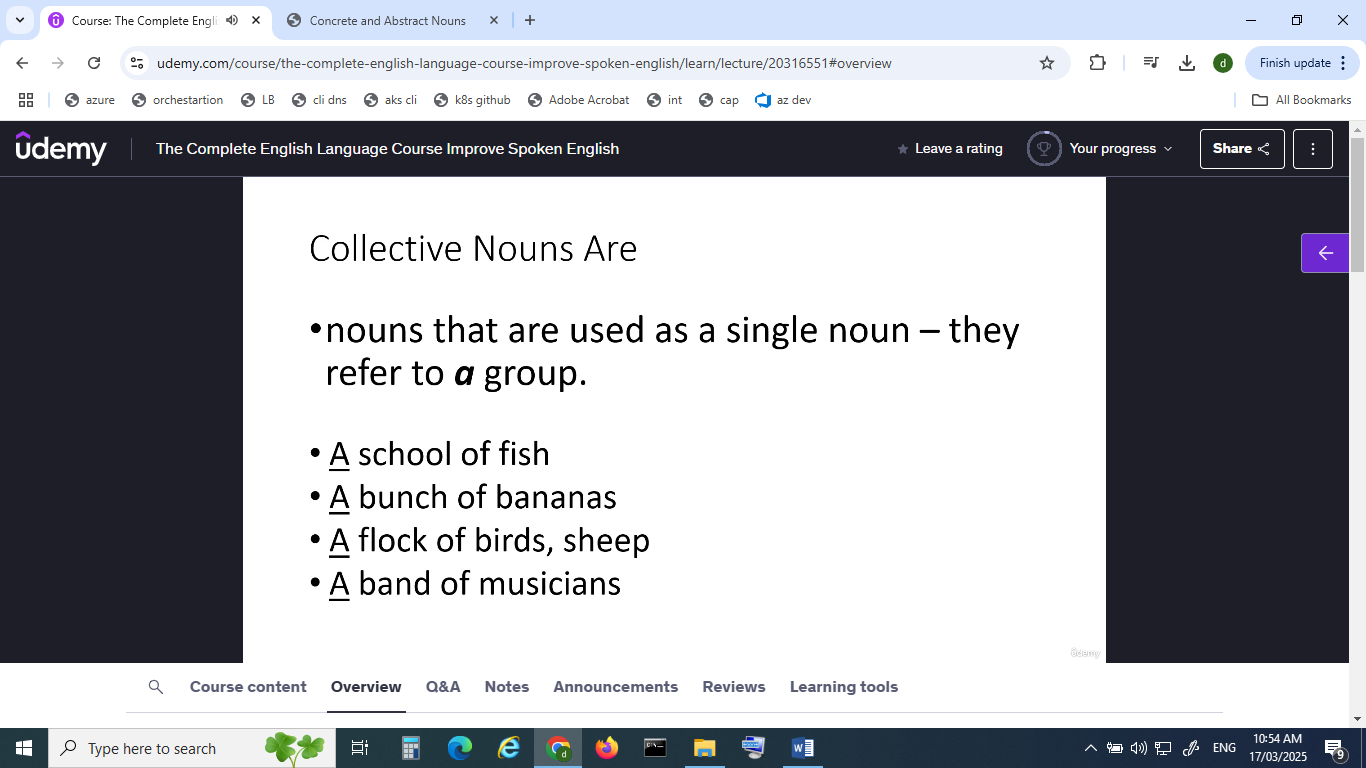 Course: The Complete Engli
Concrete and Abstract Nouns
udemy.com/course/the-complete-english-language-course-improve-spoken-english/learn/lecture/20316551#overview
d
Finish update
azure
orchestartion
LB
cli dns
aks cli
k8s github
Adobe Acrobat
int
cap
az dev
All Bookmarks
ûdemy
The Complete English Language Course Improve Spoken English
Leave a rating
Your progress
Share
Collective Nouns Are
•nouns that are used as a single noun – they
refer to a group.
• A school of fish
• A bunch of bananas
• A flock of birds, sheep
• A band of musicians
ûdemy
Course content
Overview
Q&A
Notes
Announcements
Reviews
Learning tools
Type here to search
d
ENG
10:54 AM
17/03/2025
9